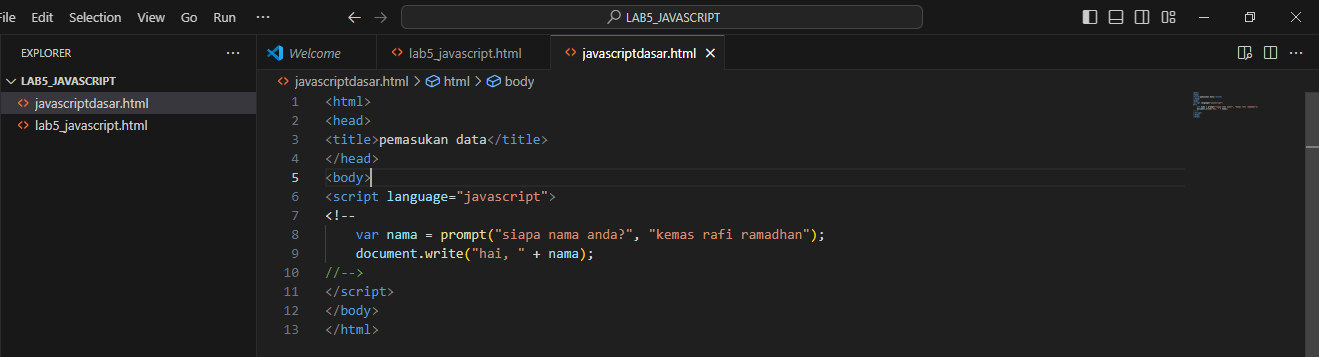 File Edit Selection View Go Run ··· LAB5_JAVASCRIPT
EXPLORER ···
LAB5_JAVASCRIPT
<> javascriptdasar.html
<> lab5_javascript.html
Welcome <> lab5_javascript.html <> javascriptdasar.html
<> javascriptdasar.html > html > body
1 <html>
2 <head>
3 <title>pemasukan data</title>
4 </head>
5 <body>
6 <script language="javascript">
7 <!--
8 var nama = prompt("siapa nama anda?", "kemas rafi ramadhan");
9 document.write("hai, " + nama);
10 //-->
11 </script>
12 </body>
13 </html>